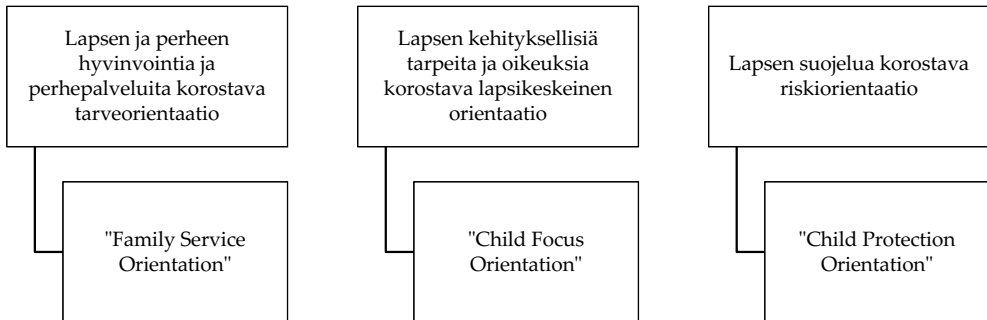 Lapsen ja perheen
hyvinvointia ja
perhepalveluita korostava
tarveorientaatio
"Family Service
Orientation"
Lapsen kehityksellisiä
tarpeita ja oikeuksia
korostava lapsikeskeinen
orientaatio
"Child Focus
Orientation"
Lapsen suojelua korostava
riskiorientaatio
"Child Protection
Orientation"